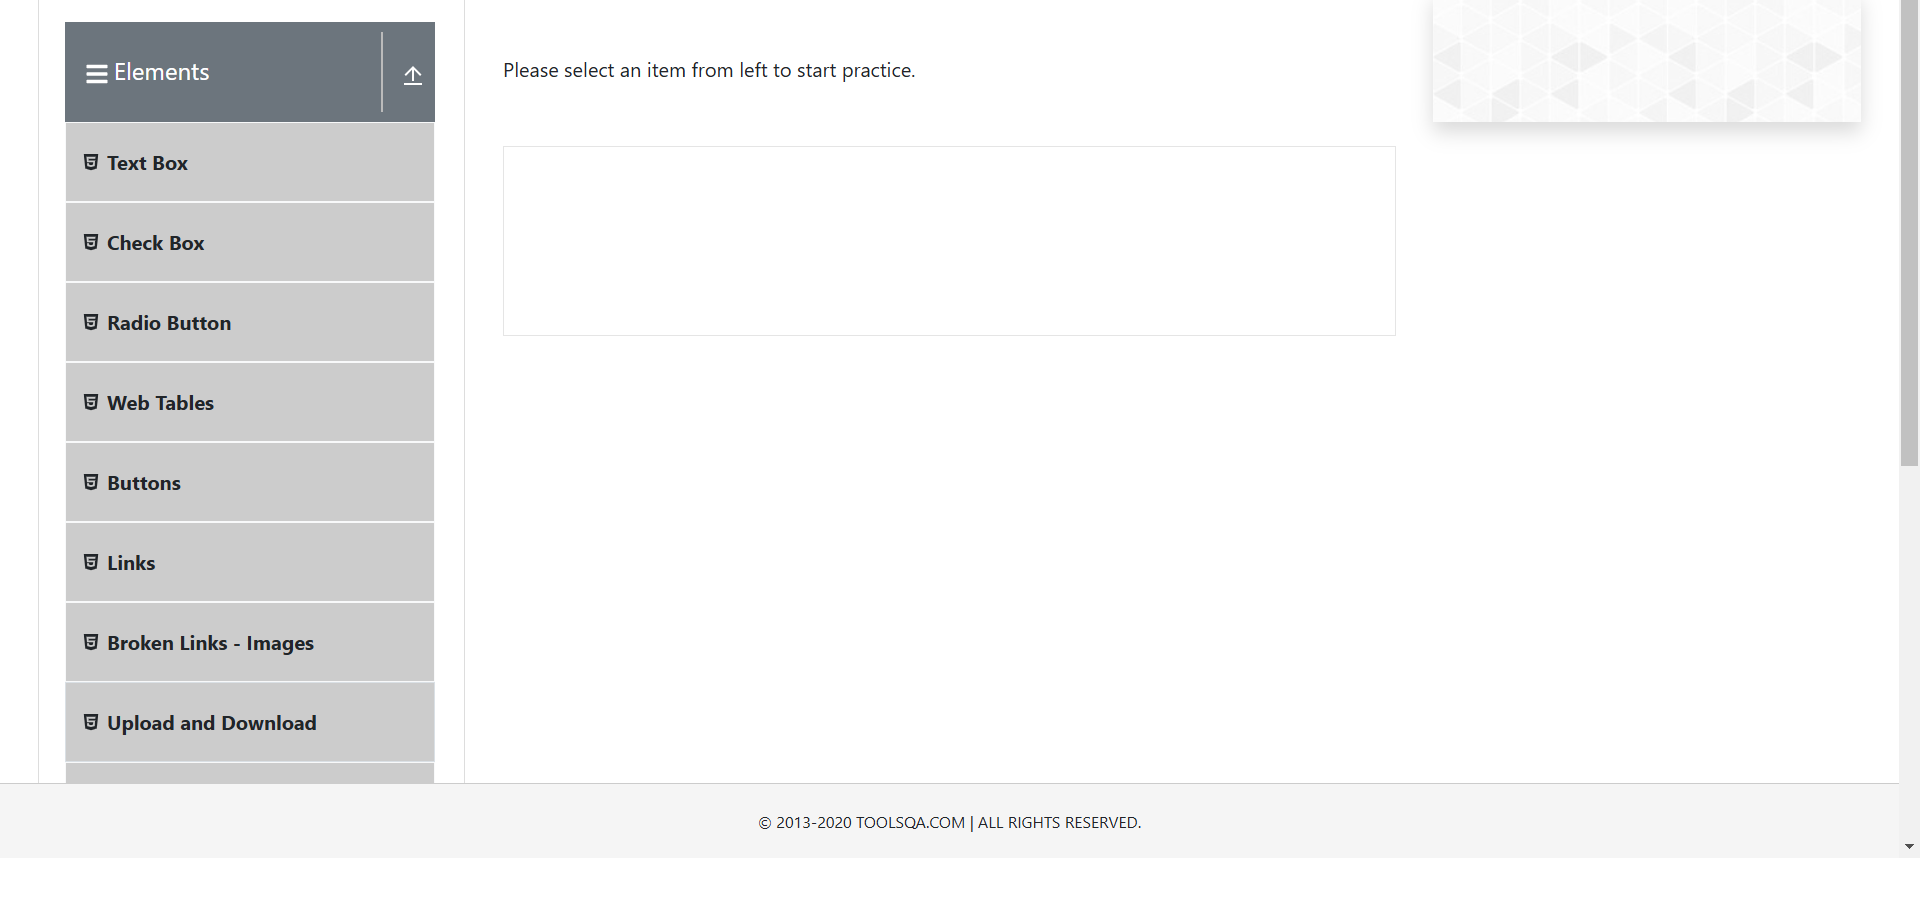 Elements
Text Box
Check Box
Radio Button
Web Tables
Buttons
Links
Broken Links - Images
Upload and Download
Please select an item from left to start practice.
© 2013-2020 TOOLSQA.COM | ALL RIGHTS RESERVED.